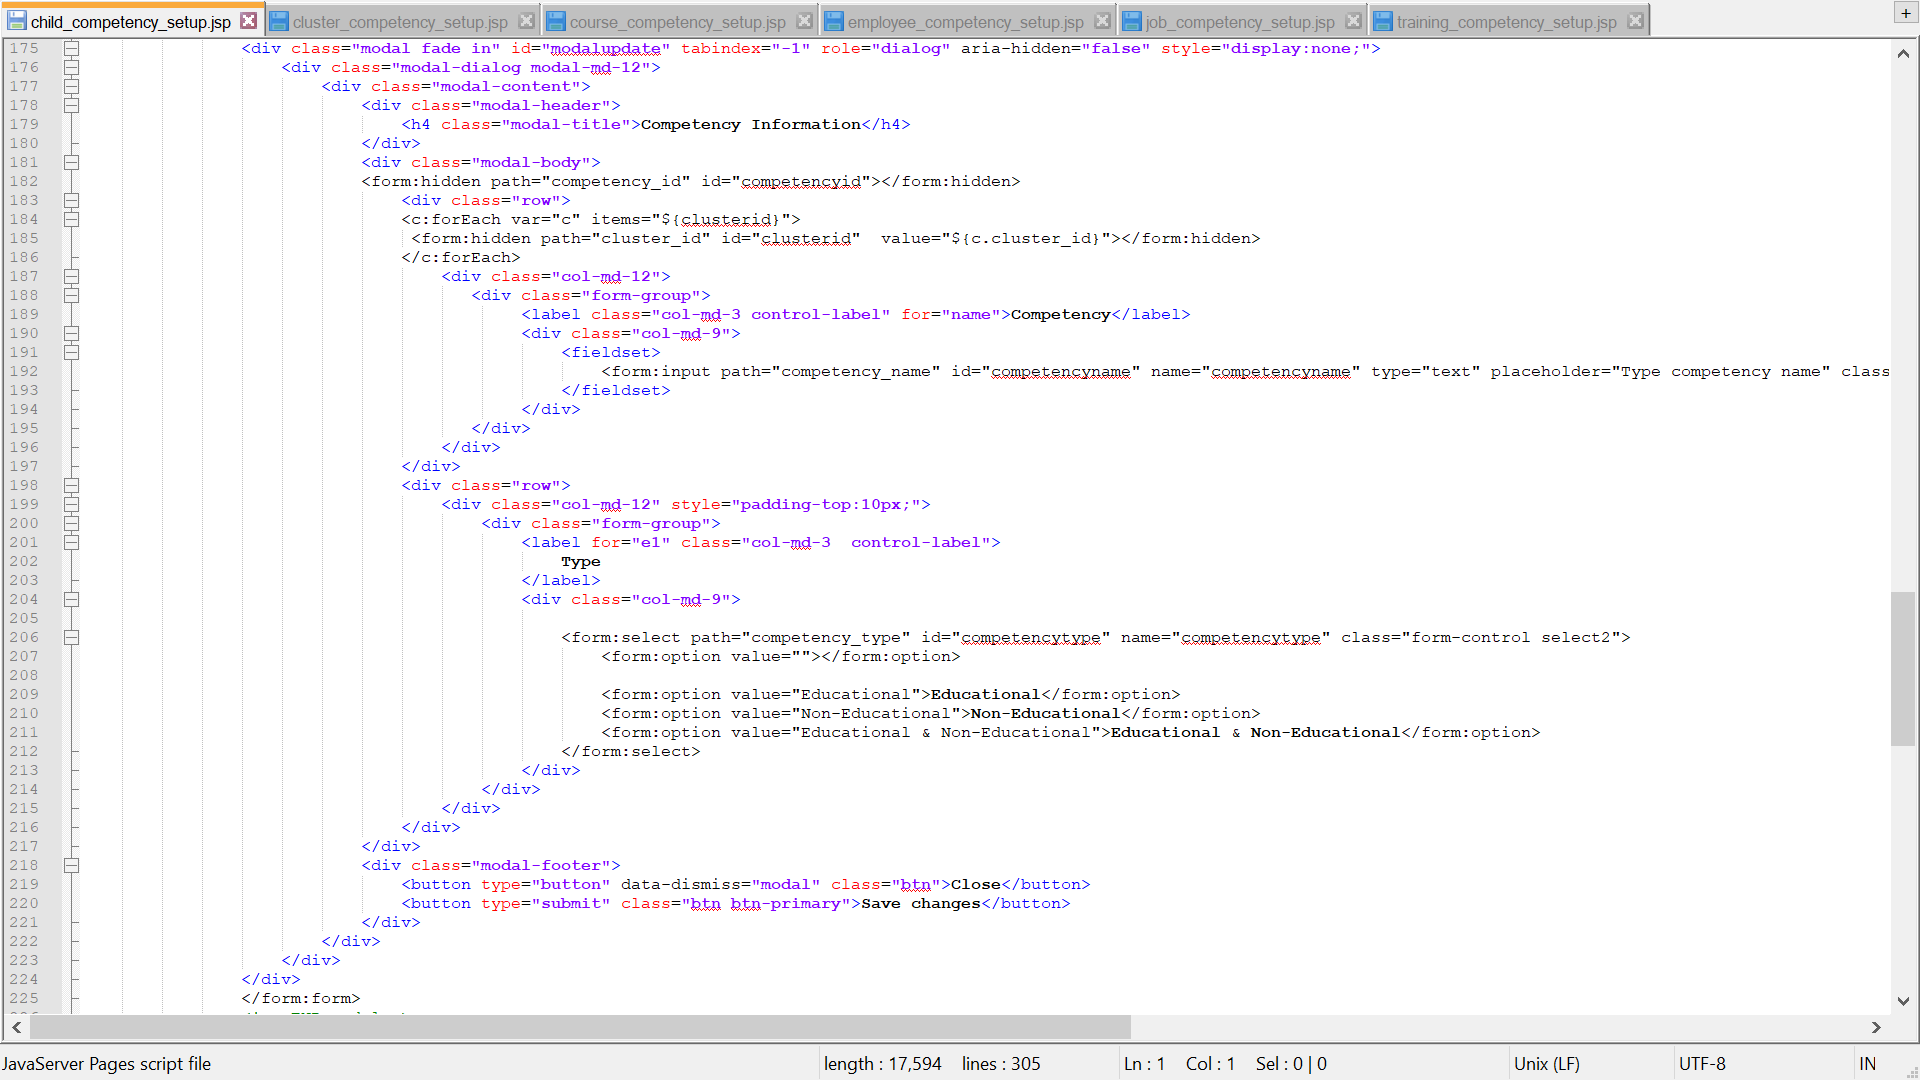 child_competency_setup.jsp cluster_competency_setup.jsp course_competency_setup.jsp employee_competency_setup.jsp job_competency_setup.jsp training_competency_setup.jsp +
175 <div class="modal fade in" id="modalupdate" tabindex="-1" role="dialog" aria-hidden="false" style="display:none;">
176 <div class="modal-dialog modal-md-12">
177 <div class="modal-content">
178 <div class="modal-header">
179 <h4 class="modal-title">Competency Information</h4>
180 </div>
181 <div class="modal-body">
182 <form:hidden path="competency_id" id="competencyid"></form:hidden>
183 <div class="row">
184 <c:forEach var="c" items="${clusterid}">
185 <form:hidden path="cluster_id" id="clusterid"  value="${c.cluster_id}"></form:hidden>
186 </c:forEach>
187 <div class="col-md-12">
188 <div class="form-group">
189 <label class="col-md-3 control-label" for="name">Competency</label>
190 <div class="col-md-9">
191 <fieldset>
192 <form:input path="competency_name" id="competencyname" name="competencyname" type="text" placeholder="Type competency name" class
193 </fieldset>
194 </div>
195 </div>
196 </div>
197 </div>
198 <div class="row">
199 <div class="col-md-12" style="padding-top:10px;">
200 <div class="form-group">
201 <label for="e1" class="col-md-3  control-label">
202 Type
203 </label>
204 <div class="col-md-9">
205
206 <form:select path="competency_type" id="competencytype" name="competencytype" class="form-control select2">
207 <form:option value=""></form:option>
208
209 <form:option value="Educational">Educational</form:option>
210 <form:option value="Non-Educational">Non-Educational</form:option>
211 <form:option value="Educational & Non-Educational">Educational & Non-Educational</form:option>
212 </form:select>
213 </div>
214 </div>
215 </div>
216 </div>
217 </div>
218 <div class="modal-footer">
219 <button type="button" data-dismiss="modal" class="btn">Close</button>
220 <button type="submit" class="btn btn-primary">Save changes</button>
221 </div>
222 </div>
223 </div>
224 </div>
225 </form:form>
JavaServer Pages script file length : 17,594 lines : 305 Ln : 1 Col : 1 Sel : 0 | 0 Unix (LF) UTF-8 IN